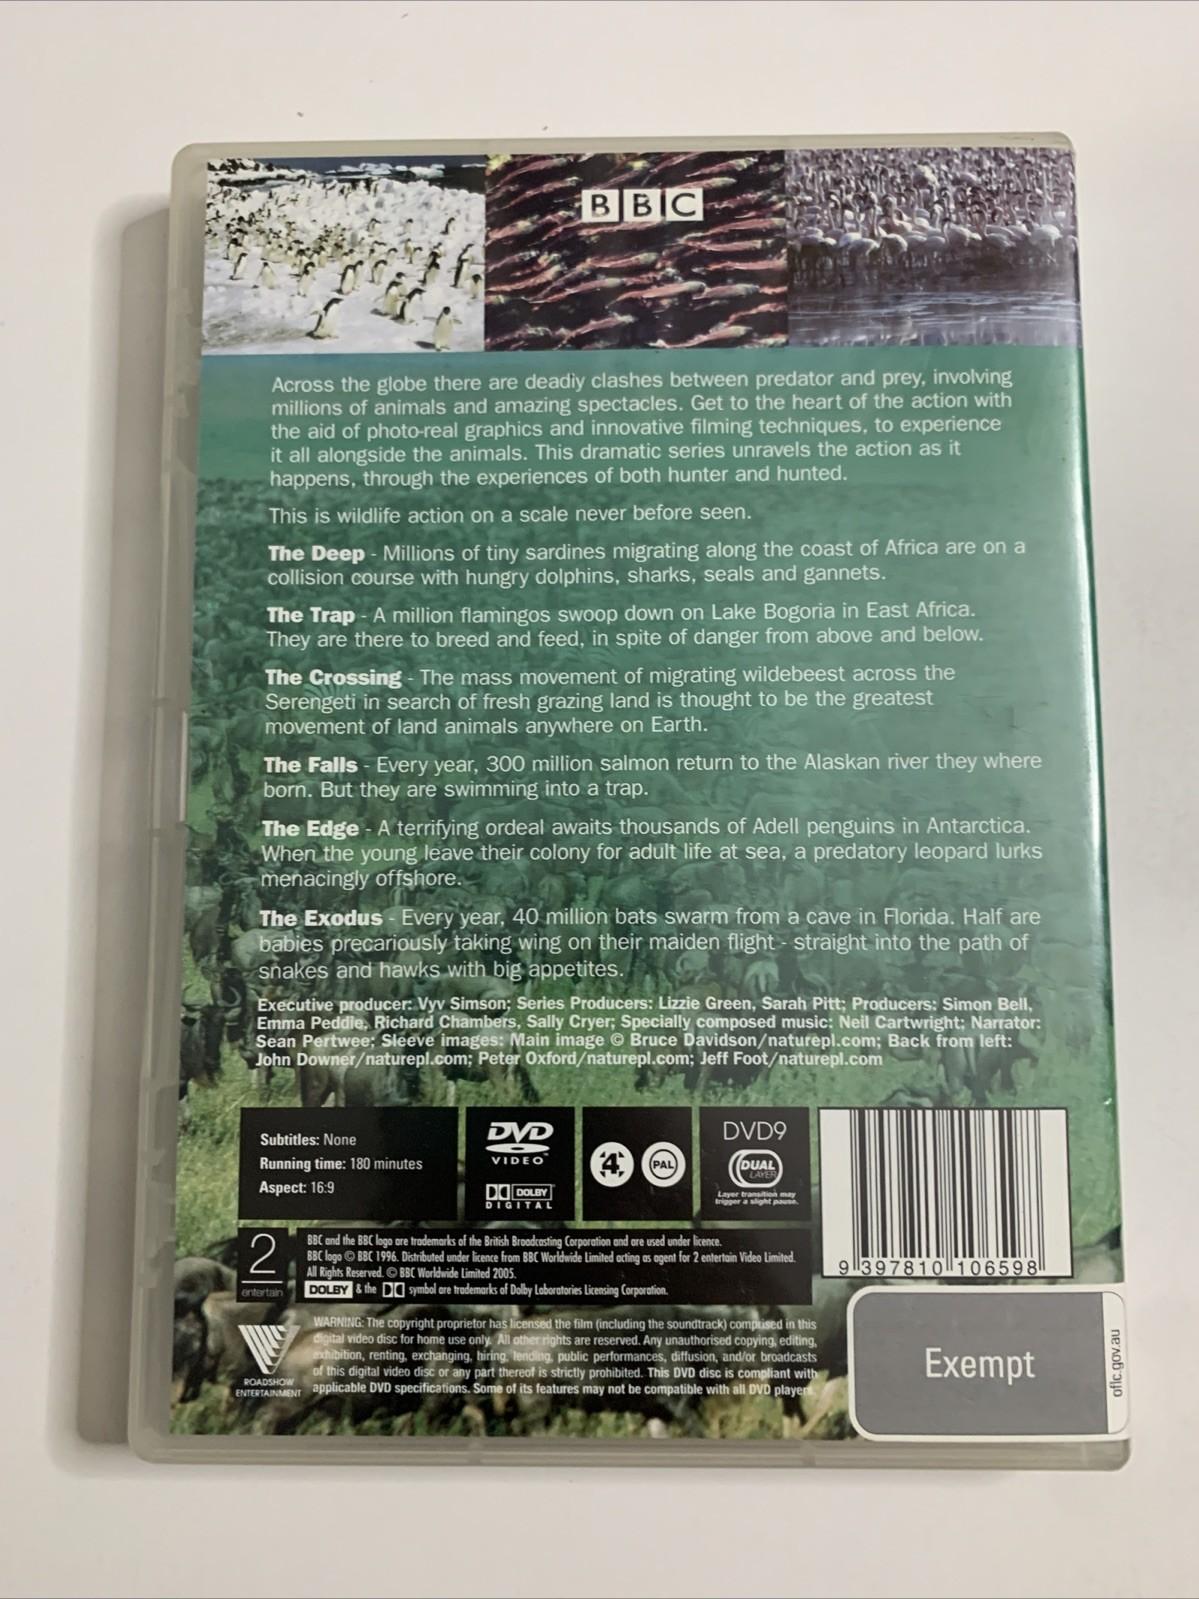 BBC
Across the globe there are deadly clashes between predator and prey, involving
millions of animals and amazing spectacles. Get to the heart of the action with
the aid of photo-real graphics and innovative filming techniques, to experience
it all alongside the animals. This dramatic series unravels the action as it
happens, through the experiences of both hunter and hunted.
This is wildlife action on a scale never before seen.
The Deep - Millions of tiny sardines migrating along the coast of Africa are on a
collision course with hungry dolphins, sharks, seals and gannets.
The Trap - A million flamingos swoop down on Lake Bogoria in East Africa.
They are there to breed and feed, in spite of danger from above and below.
The Crossing - The mass movement of migrating wildebeest across the
Serengeti in search of fresh grazing land is thought to be the greatest
movement of land animals anywhere on Earth.
The Falls - Every year, 300 million salmon return to the Alaskan river they where
born. But they are swimming into a trap.
The Edge - A terrifying ordeal awaits thousands of Adell penguins in Antarctica.
When the young leave their colony for adult life at sea, a predatory leopard lurks
menacingly offshore.
The Exodus - Every year, 40 million bats swarm from a cave in Florida. Half are
babies precariously taking wing on their maiden flight - straight into the path of
snakes and hawks with big appetites.
Executive producer: Vyv Simson; Series Producers: Lizzie Green, Sarah Pitt; Producers: Simon Bell,
Emma Peddie, Richard Chambers, Sally Cryer; Specially composed music: Neil Cartwright; Narrator:
Sean Pertwee; Sleeve images: Main image © Bruce Davidson/naturepl.com; Back from left:
John Downer/naturepl.com; Peter Oxford/naturepl.com; Jeff Foot/naturepl.com
Subtitles: None
Running time: 180 minutes
Aspect: 16:9
DVD
VIDEO™
DOLBY
DIGITAL
4
PAL
DVD9
DUAL
LAYER
Layer transition may
trigger a slight pause.
9 397810 106598
2
entertain
BBC and the BBC logo are trademarks of the British Broadcasting Corporation and are used under licence.
BBC logo © BBC 1996. Distributed under licence from BBC Worldwide Limited acting as agent for 2 entertain Video Limited.
All Rights Reserved. © BBC Worldwide Limited 2005.
DOLBY & the symbol are trademarks of Dolby Laboratories Licensing Corporation.
ROADSHOW
ENTERTAINMENT
WARNING: The copyright proprietor has licensed the film (including the soundtrack) comprised in this
digital video disc for home use only. All other rights are reserved. Any unauthorised copying, editing,
exhibition, renting, exchanging, hiring, lending, public performances, diffusion, and/or broadcasts
of this digital video disc or any part thereof is strictly prohibited. This DVD disc is compliant with
applicable DVD specifications. Some of its features may not be compatible with all DVD players.
Exempt
oflc.gov.au